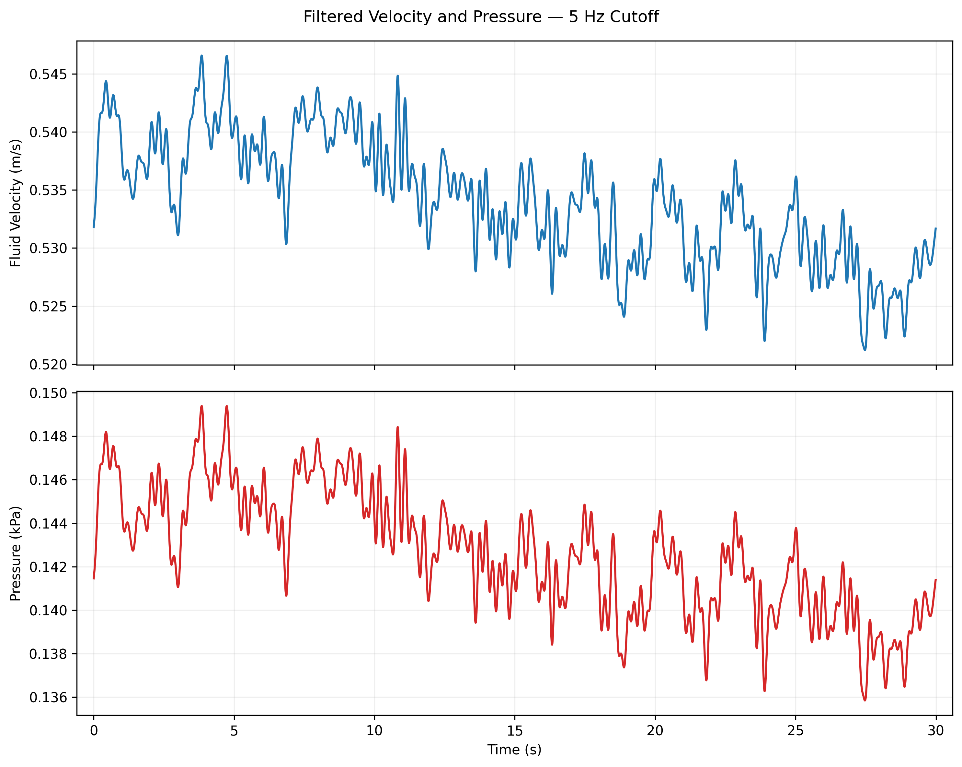 Filtered Velocity and Pressure — 5 Hz Cutoff
Fluid Velocity (m/s)
0.545
0.540
0.535
0.530
0.525
0.520
Pressure (kPa)
0.150
0.148
0.146
0.144
0.142
0.140
0.138
0.136
0 5 10 15 20 25 30
Time (s)